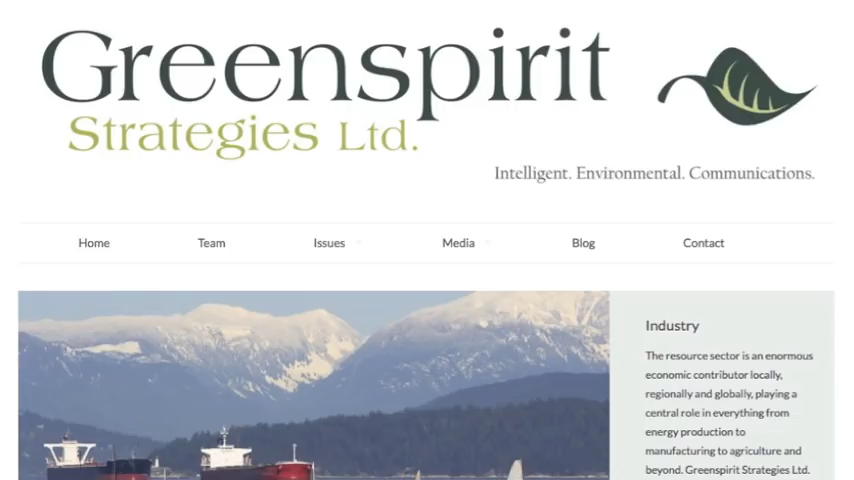 Greenspirit
Strategies Ltd.
Intelligent. Environmental. Communications.
Home Team Issues Media Blog Contact
Industry
The resource sector is an enormous
economic contributor locally,
regionally and globally, playing a
central role in everything from
energy production to
manufacturing to agriculture and
beyond. Greenspirit Strategies Ltd.